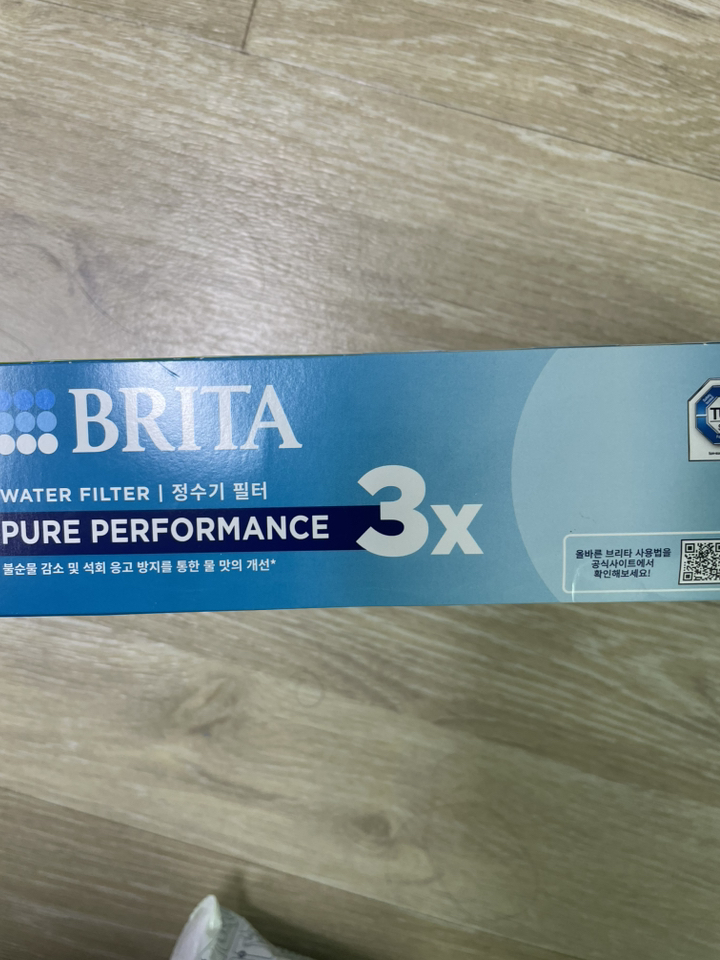 BRITA
WATER FILTER | 정수기 필터
PURE PERFORMANCE
3x
불순물 감소 및 석회 응고 방지를 통한 물 맛의 개선*
올바른 브리타 사용법을
공식사이트에서
확인해보세요!